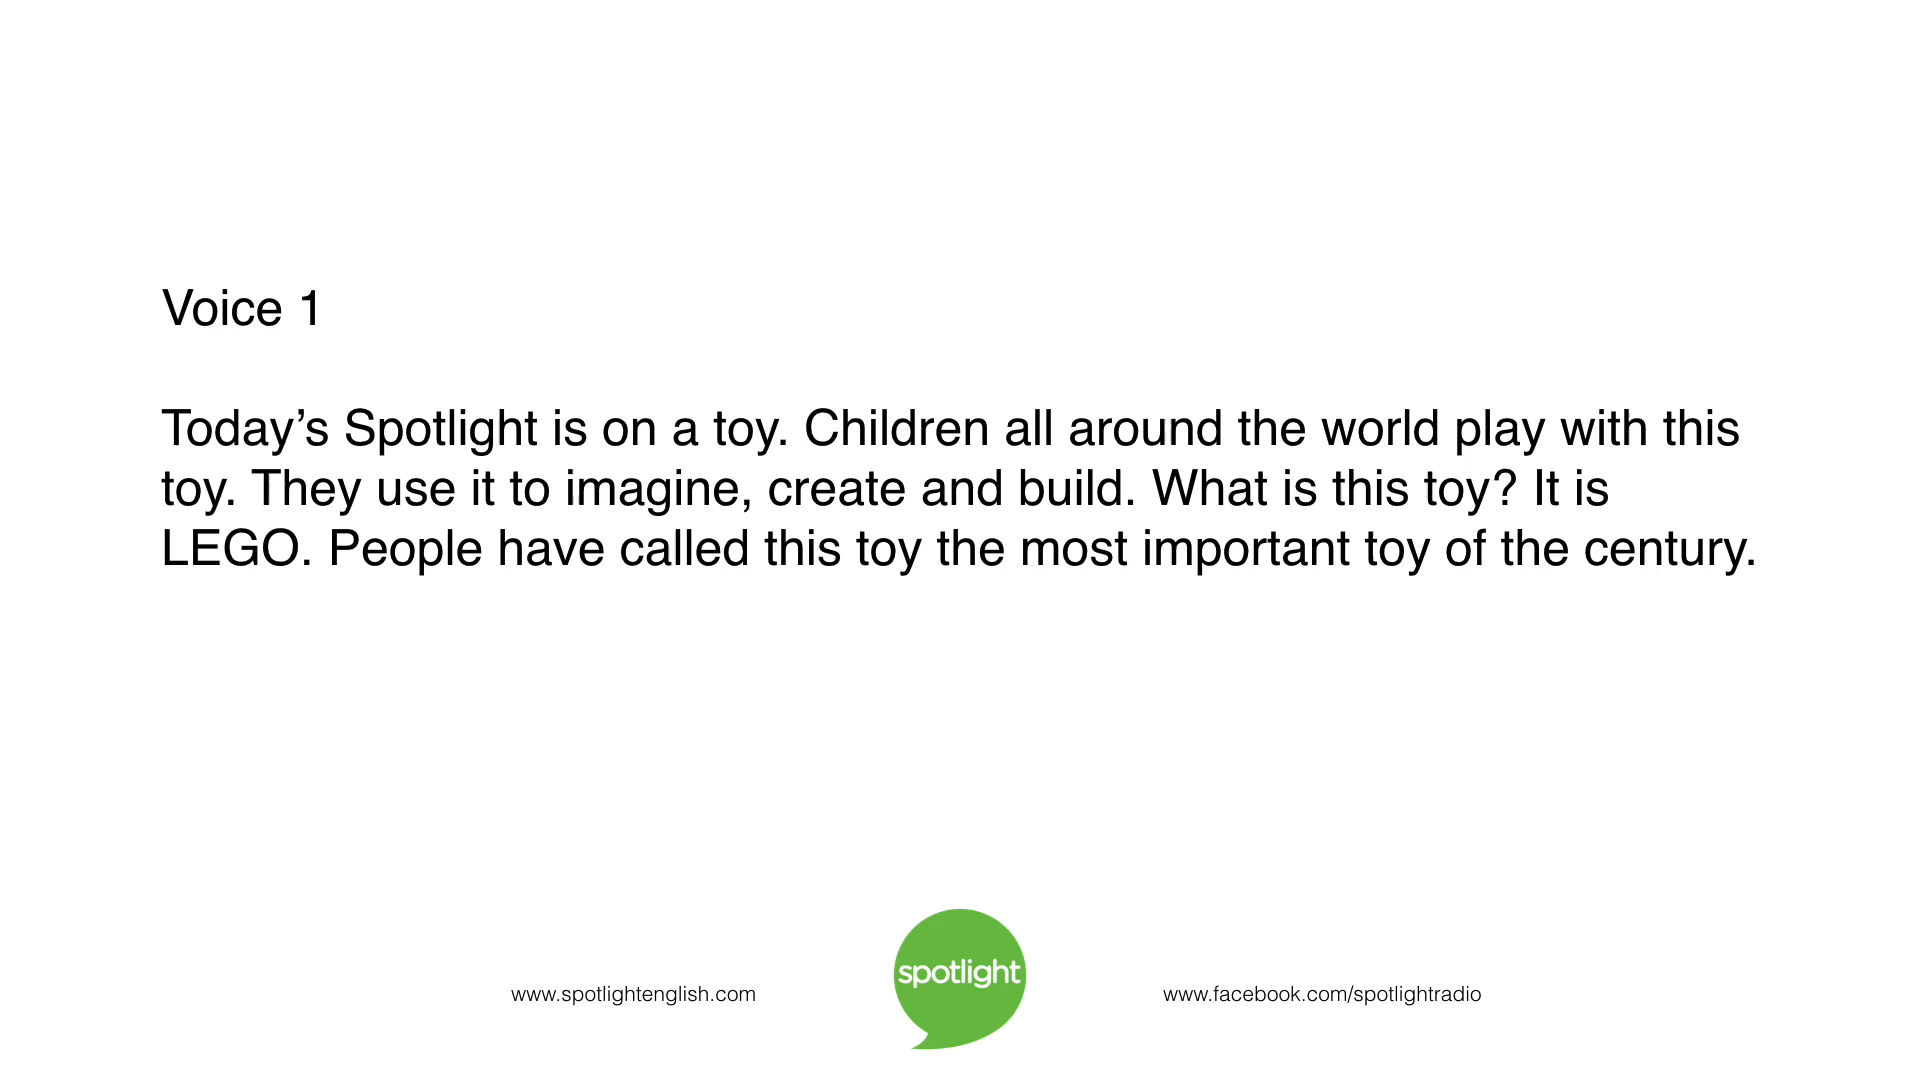 Voice 1
Today’s Spotlight is on a toy. Children all around the world play with this
toy. They use it to imagine, create and build. What is this toy? It is
LEGO. People have called this toy the most important toy of the century.
spotlight
www.spotlightenglish.com
www.facebook.com/spotlightradio